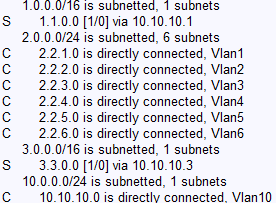 1.0.0.0/16 is subnetted, 1 subnets
S 1.1.0.0 [1/0] via 10.10.10.1
2.0.0.0/24 is subnetted, 6 subnets
C 2.2.1.0 is directly connected, Vlan1
C 2.2.2.0 is directly connected, Vlan2
C 2.2.3.0 is directly connected, Vlan3
C 2.2.4.0 is directly connected, Vlan4
C 2.2.5.0 is directly connected, Vlan5
C 2.2.6.0 is directly connected, Vlan6
3.0.0.0/16 is subnetted, 1 subnets
S 3.3.0.0 [1/0] via 10.10.10.3
10.0.0.0/24 is subnetted, 1 subnets
C 10.10.10.0 is directly connected, Vlan10